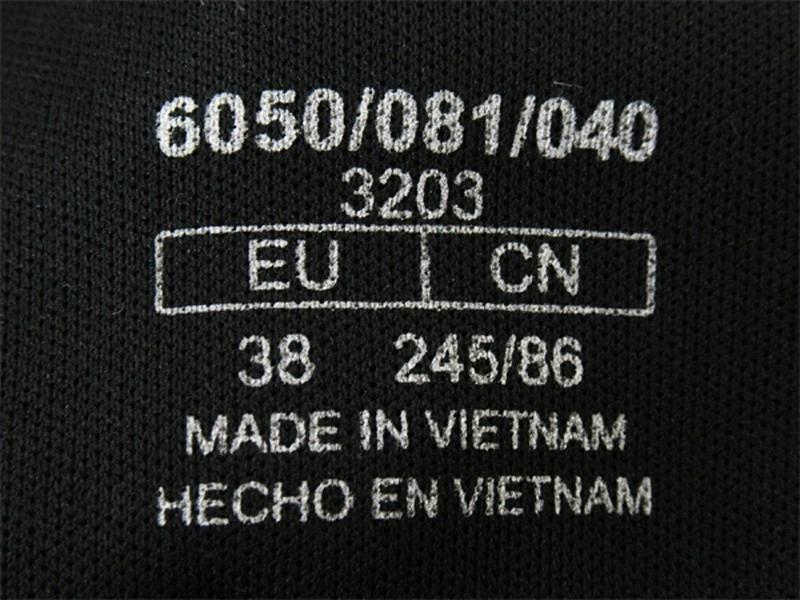 6050/081/040
3203
EU CN
38 245/86
MADE IN VIETNAM
HECHO EN VIETNAM